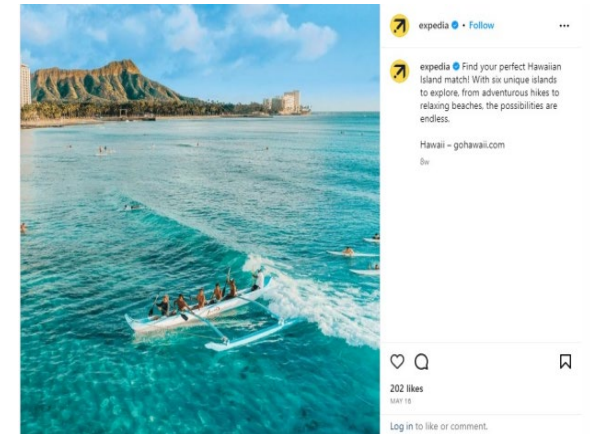 expedia • Follow
expedia Find your perfect Hawaiian
Island match! With six unique islands
to explore, from adventurous hikes to
relaxing beaches, the possibilities are
endless.
Hawaii – gohawaii.com
8w
202 likes
MAY 18
Log in to like or comment.